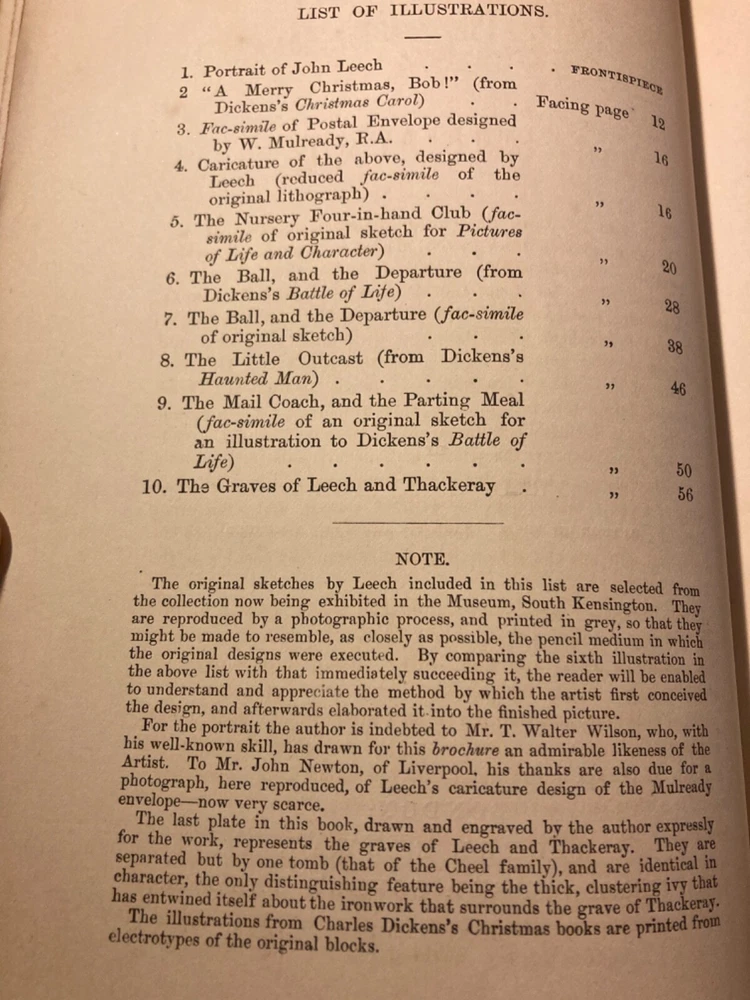 LIST OF ILLUSTRATIONS.
1. Portrait of John Leech . . . . FRONTISPIECE
2 "A Merry Christmas, Bob!" (from
Dickens's Christmas Carol) . . Facing page 12
3. Fac-simile of Postal Envelope designed
by W. Mulready, R.A. . . . „ 16
4. Caricature of the above, designed by
Leech (reduced fac-simile of the
original lithograph) . . . . „ 16
5. The Nursery Four-in-hand Club (fac-
simile of original sketch for Pictures
of Life and Character) . . . „ 20
6. The Ball, and the Departure (from
Dickens's Battle of Life) . . . „ 28
7. The Ball, and the Departure (fac-simile
of original sketch) . . . „ 38
8. The Little Outcast (from Dickens's
Haunted Man) . . . . . „ 46
9. The Mail Coach, and the Parting Meal
(fac-simile of an original sketch for
an illustration to Dickens's Battle of
Life) . . . . . . „ 50
10. The Graves of Leech and Thackeray . „ 56
NOTE.
The original sketches by Leech included in this list are selected from
the collection now being exhibited in the Museum, South Kensington. They
are reproduced by a photographic process, and printed in grey, so that they
might be made to resemble, as closely as possible, the pencil medium in which
the original designs were executed. By comparing the sixth illustration in
the above list with that immediately succeeding it, the reader will be enabled
to understand and appreciate the method by which the artist first conceived
the design, and afterwards elaborated it into the finished picture.
For the portrait the author is indebted to Mr. T. Walter Wilson, who, with
his well-known skill, has drawn for this brochure an admirable likeness of the
Artist. To Mr. John Newton, of Liverpool, his thanks are also due for a
photograph, here reproduced, of Leech's caricature design of the Mulready
envelope—now very scarce.
The last plate in this book, drawn and engraved by the author expressly
for the work, represents the graves of Leech and Thackeray. They are
separated but by one tomb (that of the Cheel family), and are identical in
character, the only distinguishing feature being the thick, clustering ivy that
has entwined itself about the ironwork that surrounds the grave of Thackeray.
The illustrations from Charles Dickens's Christmas books are printed from
electrotypes of the original blocks.